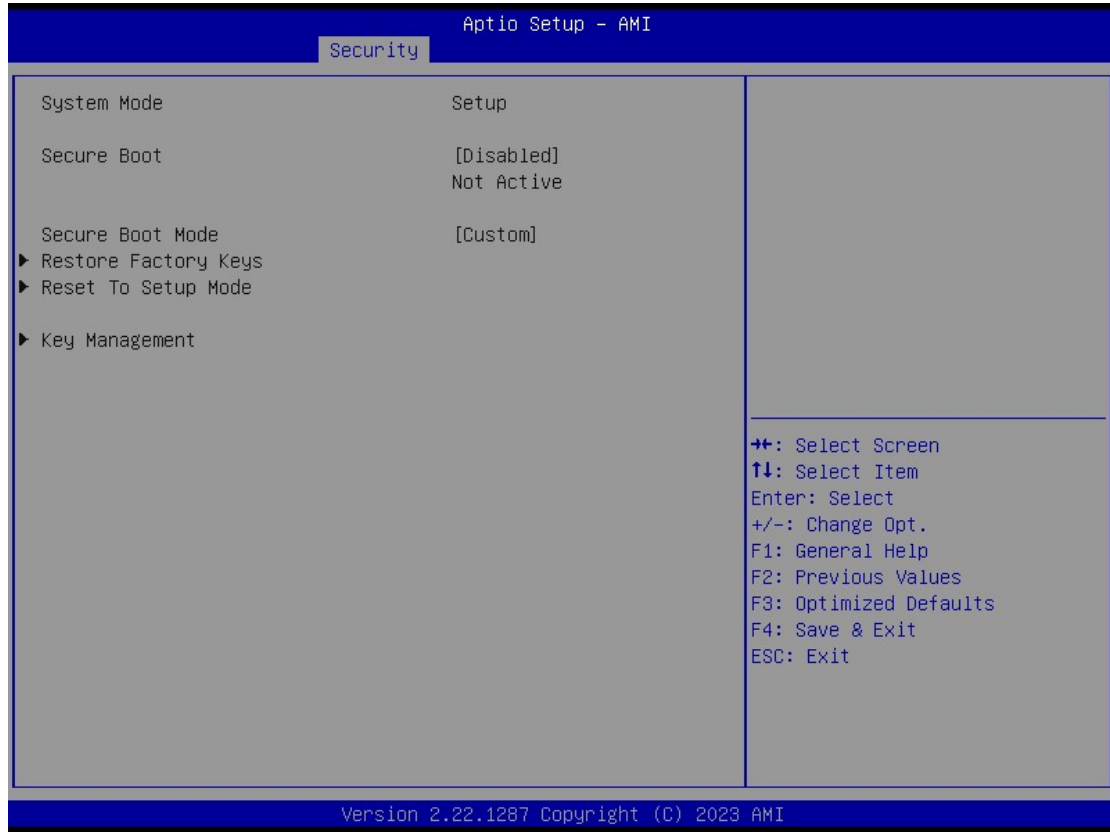 Aptio Setup – AMI
Security
System Mode Setup
Secure Boot [Disabled]
Not Active
Secure Boot Mode [Custom]
▶ Restore Factory Keys
▶ Reset To Setup Mode
▶ Key Management
→←: Select Screen
↑↓: Select Item
Enter: Select
+/-: Change Opt.
F1: General Help
F2: Previous Values
F3: Optimized Defaults
F4: Save & Exit
ESC: Exit
Version 2.22.1287 Copyright (C) 2023 AMI